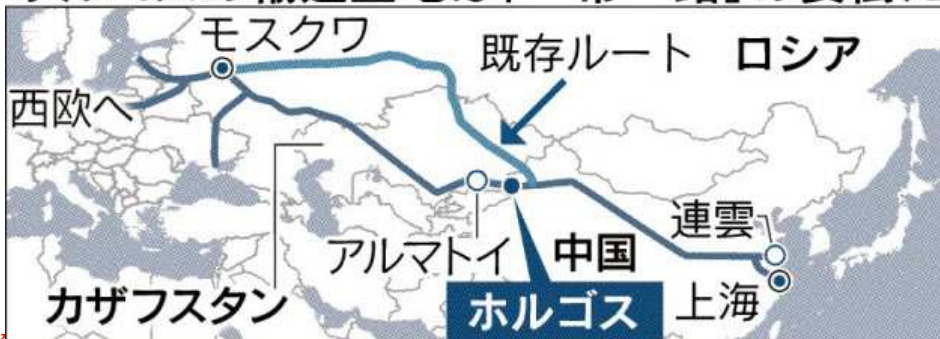 モスクワ
既存ルート
ロシア
西欧へ
連雲
アルマトイ
中国
カザフスタン
ホルゴス
上海